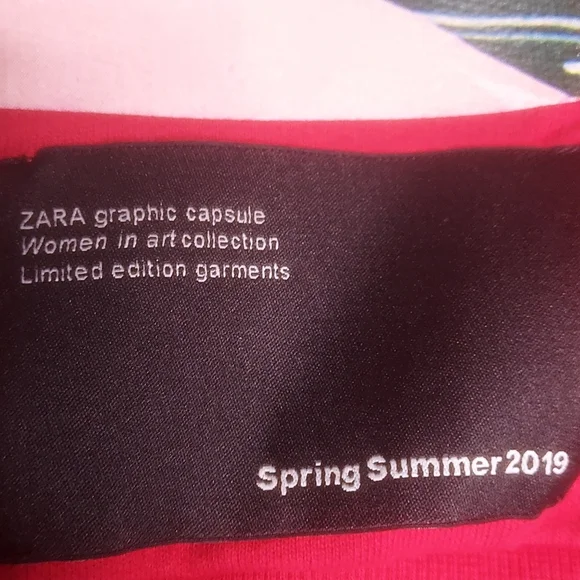 ZARA graphic capsule
Women in art collection
Limited edition garments
Spring Summer 2019